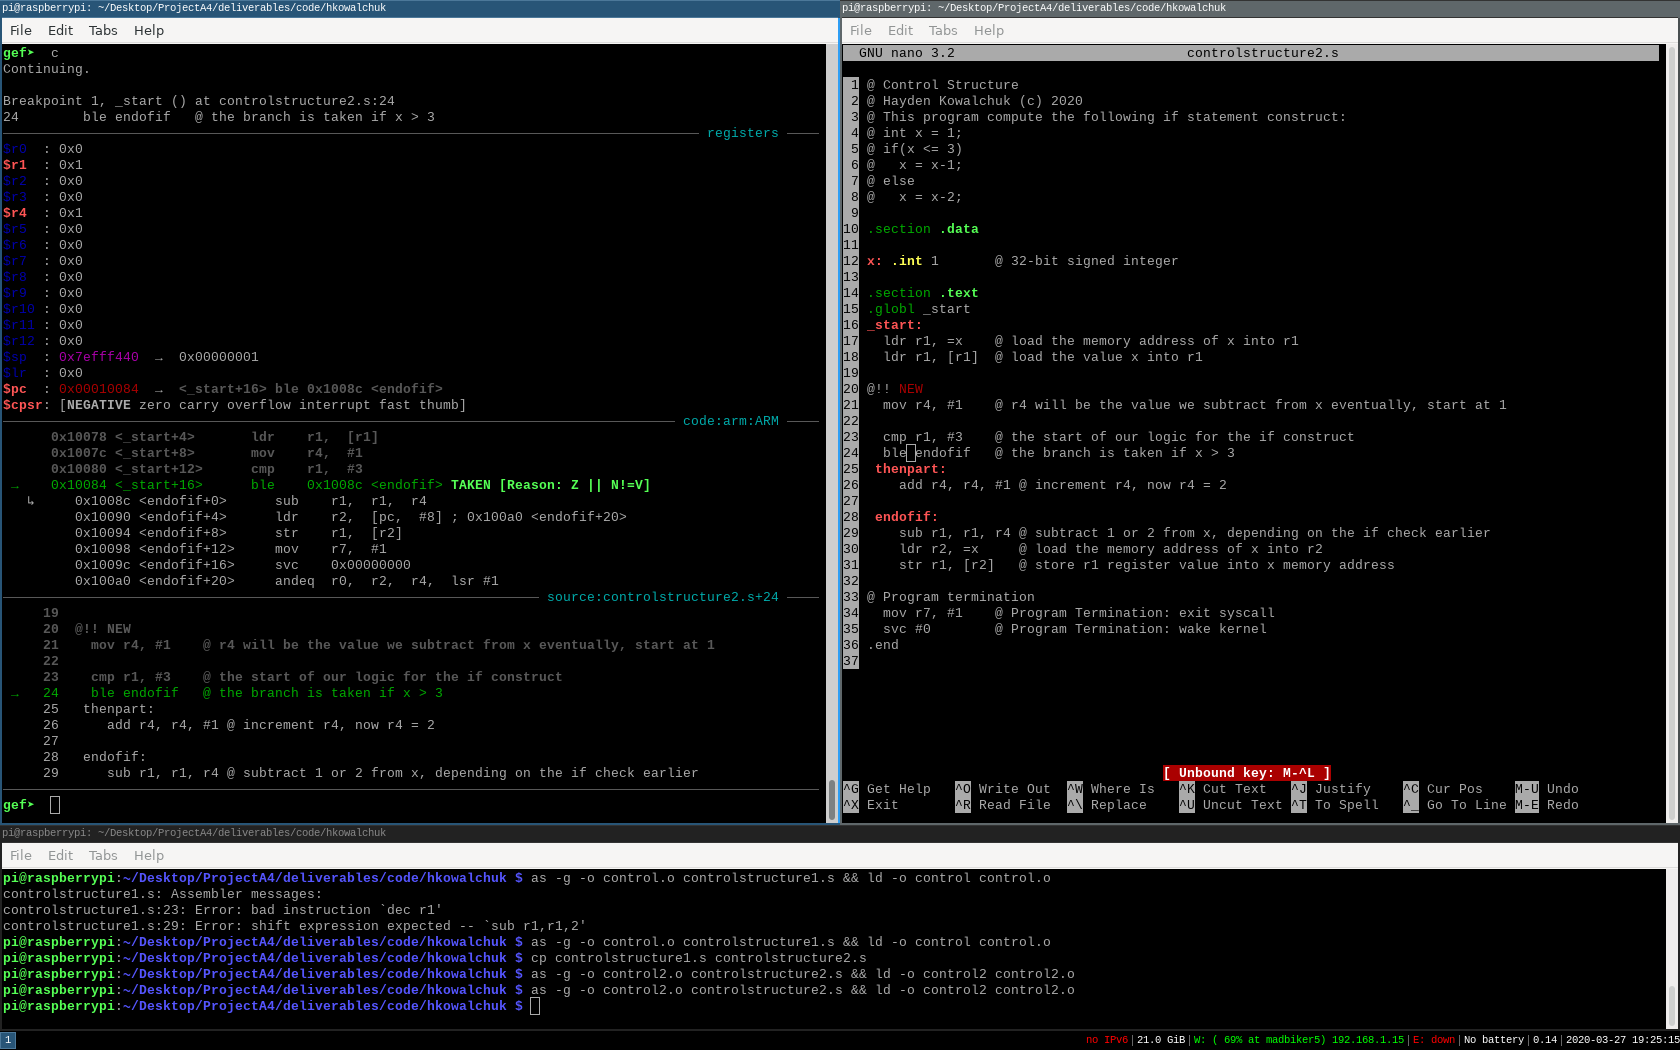 pi@raspberrypi: ~/Desktop/ProjectA4/deliverables/code/hkowalchuk
File Edit Tabs Help
gef➤  c
Continuing.
Breakpoint 1, _start () at controlstructure2.s:24
24        ble endofif   @ the branch is taken if x > 3
registers
$r0  : 0x0
$r1  : 0x1
$r2  : 0x0
$r3  : 0x0
$r4  : 0x1
$r5  : 0x0
$r6  : 0x0
$r7  : 0x0
$r8  : 0x0
$r9  : 0x0
$r10 : 0x0
$r11 : 0x0
$r12 : 0x0
$sp  : 0x7efff440  →  0x00000001
$lr  : 0x0
$pc  : 0x00010084  →  <_start+16> ble 0x1008c <endofif>
$cpsr: [NEGATIVE zero carry overflow interrupt fast thumb]
code:arm:ARM
0x10078 <_start+4>       ldr    r1,  [r1]
0x1007c <_start+8>       mov    r4,  #1
0x10080 <_start+12>      cmp    r1,  #3
→    0x10084 <_start+16>      ble    0x1008c <endofif> TAKEN [Reason: Z || N!=V]
↳     0x1008c <endofif+0>      sub    r1,  r1,  r4
0x10090 <endofif+4>      ldr    r2,  [pc,  #8] ; 0x100a0 <endofif+20>
0x10094 <endofif+8>      str    r1,  [r2]
0x10098 <endofif+12>     mov    r7,  #1
0x1009c <endofif+16>     svc    0x00000000
0x100a0 <endofif+20>     andeq  r0,  r2,  r4,  lsr #1
source:controlstructure2.s+24
19
20  @!! NEW
21    mov r4, #1    @ r4 will be the value we subtract from x eventually, start at 1
22
23    cmp r1, #3    @ the start of our logic for the if construct
→   24    ble endofif   @ the branch is taken if x > 3
25   thenpart:
26      add r4, r4, #1 @ increment r4, now r4 = 2
27
28   endofif:
29      sub r1, r1, r4 @ subtract 1 or 2 from x, depending on the if check earlier
gef➤
pi@raspberrypi: ~/Desktop/ProjectA4/deliverables/code/hkowalchuk
File Edit Tabs Help
GNU nano 3.2                             controlstructure2.s
1 @ Control Structure
2 @ Hayden Kowalchuk (c) 2020
3 @ This program compute the following if statement construct:
4 @ int x = 1;
5 @ if(x <= 3)
6 @   x = x-1;
7 @ else
8 @   x = x-2;
9
10 .section .data
11
12 x: .int 1       @ 32-bit signed integer
13
14 .section .text
15 .globl _start
16 _start:
17   ldr r1, =x    @ load the memory address of x into r1
18   ldr r1, [r1]  @ load the value x into r1
19
20 @!! NEW
21   mov r4, #1    @ r4 will be the value we subtract from x eventually, start at 1
22
23   cmp r1, #3    @ the start of our logic for the if construct
24   ble endofif   @ the branch is taken if x > 3
25  thenpart:
26     add r4, r4, #1 @ increment r4, now r4 = 2
27
28  endofif:
29     sub r1, r1, r4 @ subtract 1 or 2 from x, depending on the if check earlier
30     ldr r2, =x     @ load the memory address of x into r2
31     str r1, [r2]   @ store r1 register value into x memory address
32
33 @ Program termination
34   mov r7, #1    @ Program Termination: exit syscall
35   svc #0        @ Program Termination: wake kernel
36 .end
37
[ Unbound key: M-^L ]
^G Get Help   ^O Write Out  ^W Where Is   ^K Cut Text   ^J Justify    ^C Cur Pos    M-U Undo
^X Exit       ^R Read File  ^\ Replace    ^U Uncut Text ^T To Spell   ^_ Go To Line M-E Redo
pi@raspberrypi: ~/Desktop/ProjectA4/deliverables/code/hkowalchuk
File Edit Tabs Help
pi@raspberrypi:~/Desktop/ProjectA4/deliverables/code/hkowalchuk $ as -g -o control.o controlstructure1.s && ld -o control control.o
controlstructure1.s: Assembler messages:
controlstructure1.s:23: Error: bad instruction `dec r1'
controlstructure1.s:29: Error: shift expression expected -- `sub r1,r1,2'
pi@raspberrypi:~/Desktop/ProjectA4/deliverables/code/hkowalchuk $ as -g -o control.o controlstructure1.s && ld -o control control.o
pi@raspberrypi:~/Desktop/ProjectA4/deliverables/code/hkowalchuk $ cp controlstructure1.s controlstructure2.s
pi@raspberrypi:~/Desktop/ProjectA4/deliverables/code/hkowalchuk $ as -g -o control2.o controlstructure2.s && ld -o control2 control2.o
pi@raspberrypi:~/Desktop/ProjectA4/deliverables/code/hkowalchuk $ as -g -o control2.o controlstructure2.s && ld -o control2 control2.o
pi@raspberrypi:~/Desktop/ProjectA4/deliverables/code/hkowalchuk $
1
no IPv6|21.0 GiB|W: ( 69% at madbiker5) 192.168.1.15|E: down|No battery|0.14|2020-03-27 19:25:15